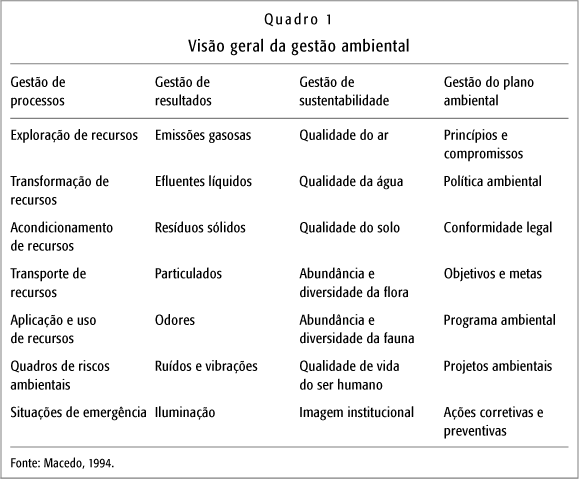 Quadro 1
Visão geral da gestão ambiental
Gestão de processos	Gestão de resultados	Gestão de sustentabilidade	Gestão do plano ambiental
Exploração de recursos	Emissões gasosas	Qualidade do ar	Princípios e compromissos
Transformação de recursos	Efluentes líquidos	Qualidade da água	Política ambiental
Acondicionamento de recursos	Resíduos sólidos	Qualidade do solo	Conformidade legal
Transporte de recursos	Particulados	Abundância e diversidade da flora	Objetivos e metas
Aplicação e uso de recursos	Odores	Abundância e diversidade da fauna	Programa ambiental
Quadros de riscos ambientais	Ruídos e vibrações	Qualidade de vida do ser humano	Projetos ambientais
Situações de emergência	Iluminação	Imagem institucional	Ações corretivas e preventivas
Fonte: Macedo, 1994.